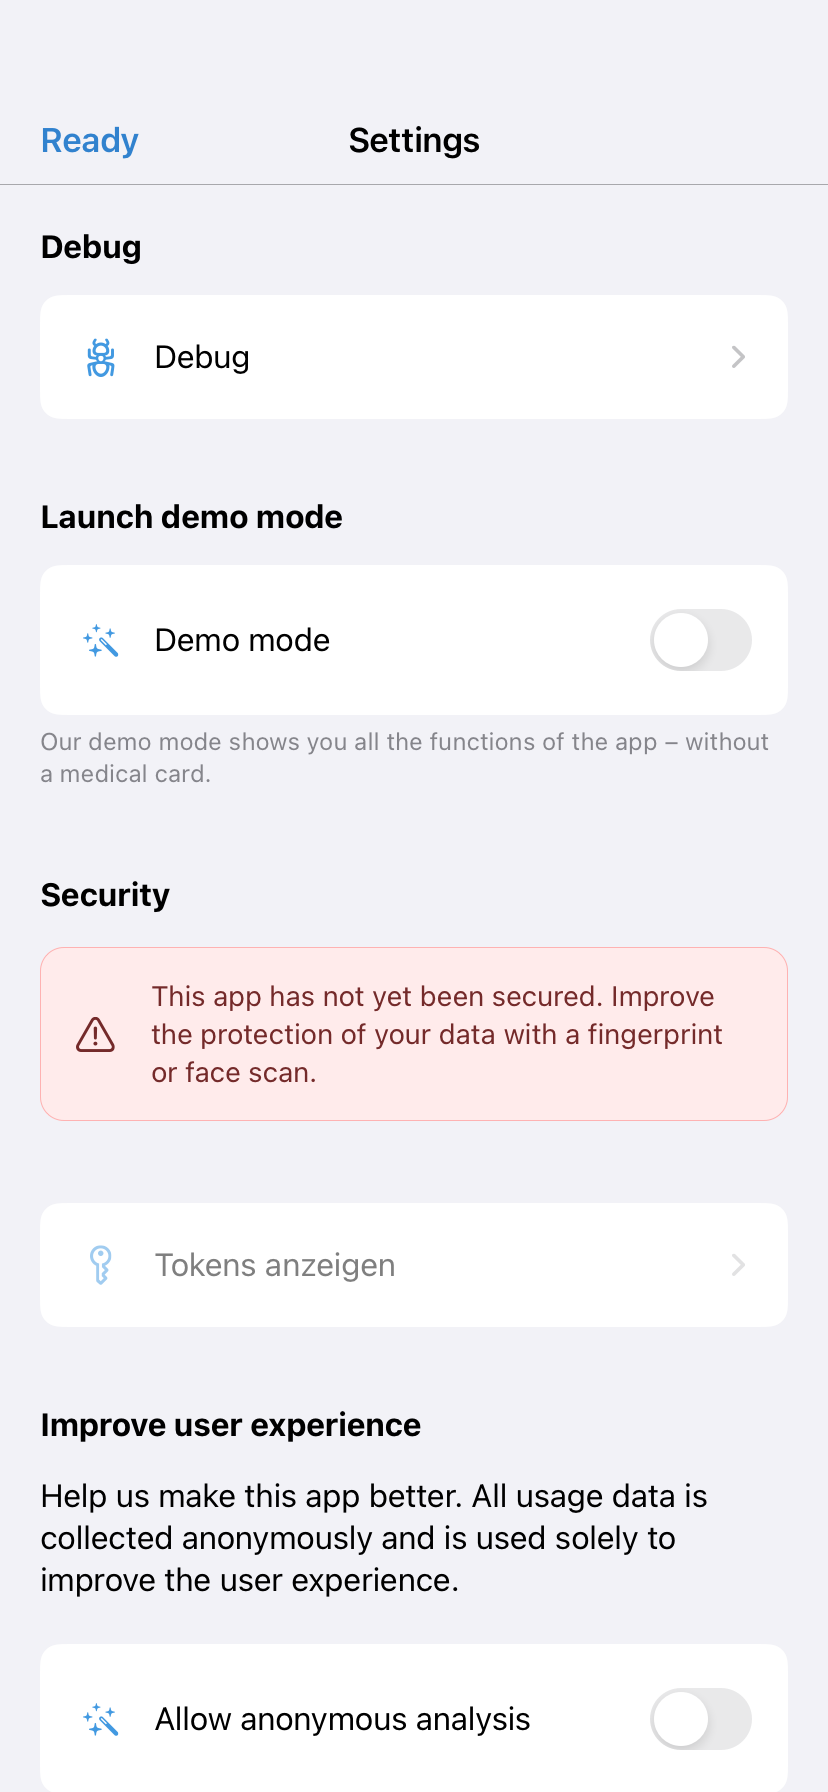 Ready
Settings
Debug
Debug
Launch demo mode
Demo mode
Our demo mode shows you all the functions of the app – without
a medical card.
Security
This app has not yet been secured. Improve
the protection of your data with a fingerprint
or face scan.
Tokens anzeigen
Improve user experience
Help us make this app better. All usage data is
collected anonymously and is used solely to
improve the user experience.
Allow anonymous analysis